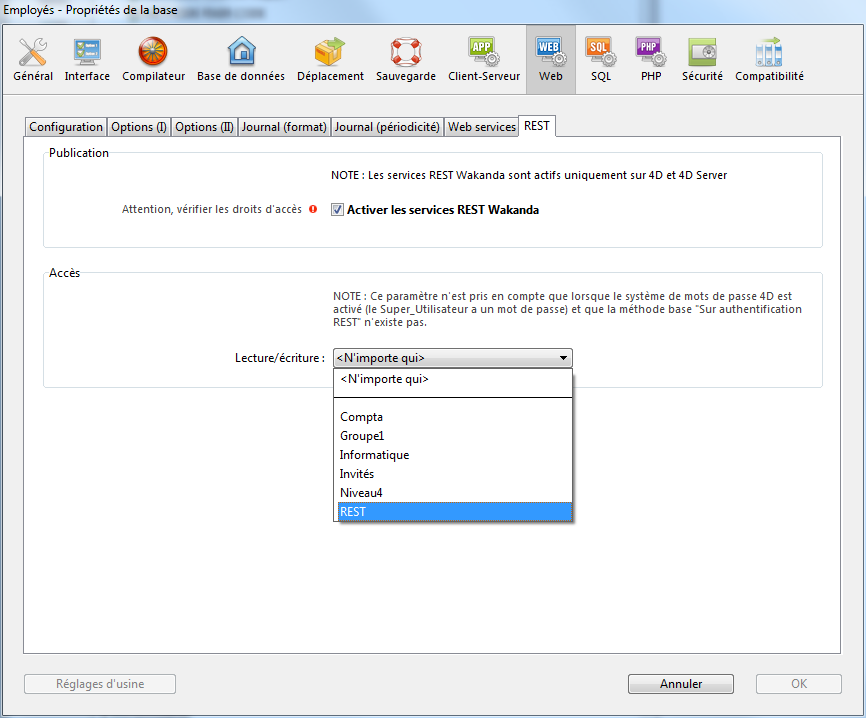 Employés - Propriétés de la base
APP
WEB
SQL
PHP
Général
Interface
Compilateur
Base de données
Déplacement
Sauvegarde
Client-Serveur
Web
SQL
PHP
Sécurité
Compatibilité
Configuration
Options (I)
Options (II)
Journal (format)
Journal (périodicité)
Web services
REST
Publication
NOTE : Les services REST Wakanda sont actifs uniquement sur 4D et 4D Server
Attention, vérifier les droits d'accès
Activer les services REST Wakanda
Accès
NOTE : Ce paramètre n'est pris en compte que lorsque le système de mots de passe 4D est
activé (le Super_Utilisateur a un mot de passe) et que la méthode base "Sur authentification
REST" n'existe pas.
Lecture/écriture :
<N'importe qui>
<N'importe qui>
Compta
Groupe1
Informatique
Invités
Niveau4
REST
Réglages d'usine
Annuler
OK